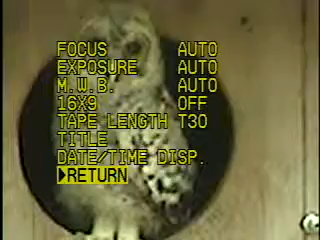 FOCUS AUTO
EXPOSURE AUTO
M.W.B. AUTO
16X9 OFF
TAPE LENGTH T30
TITLE
DATE/TIME DISP.
▶RETURN